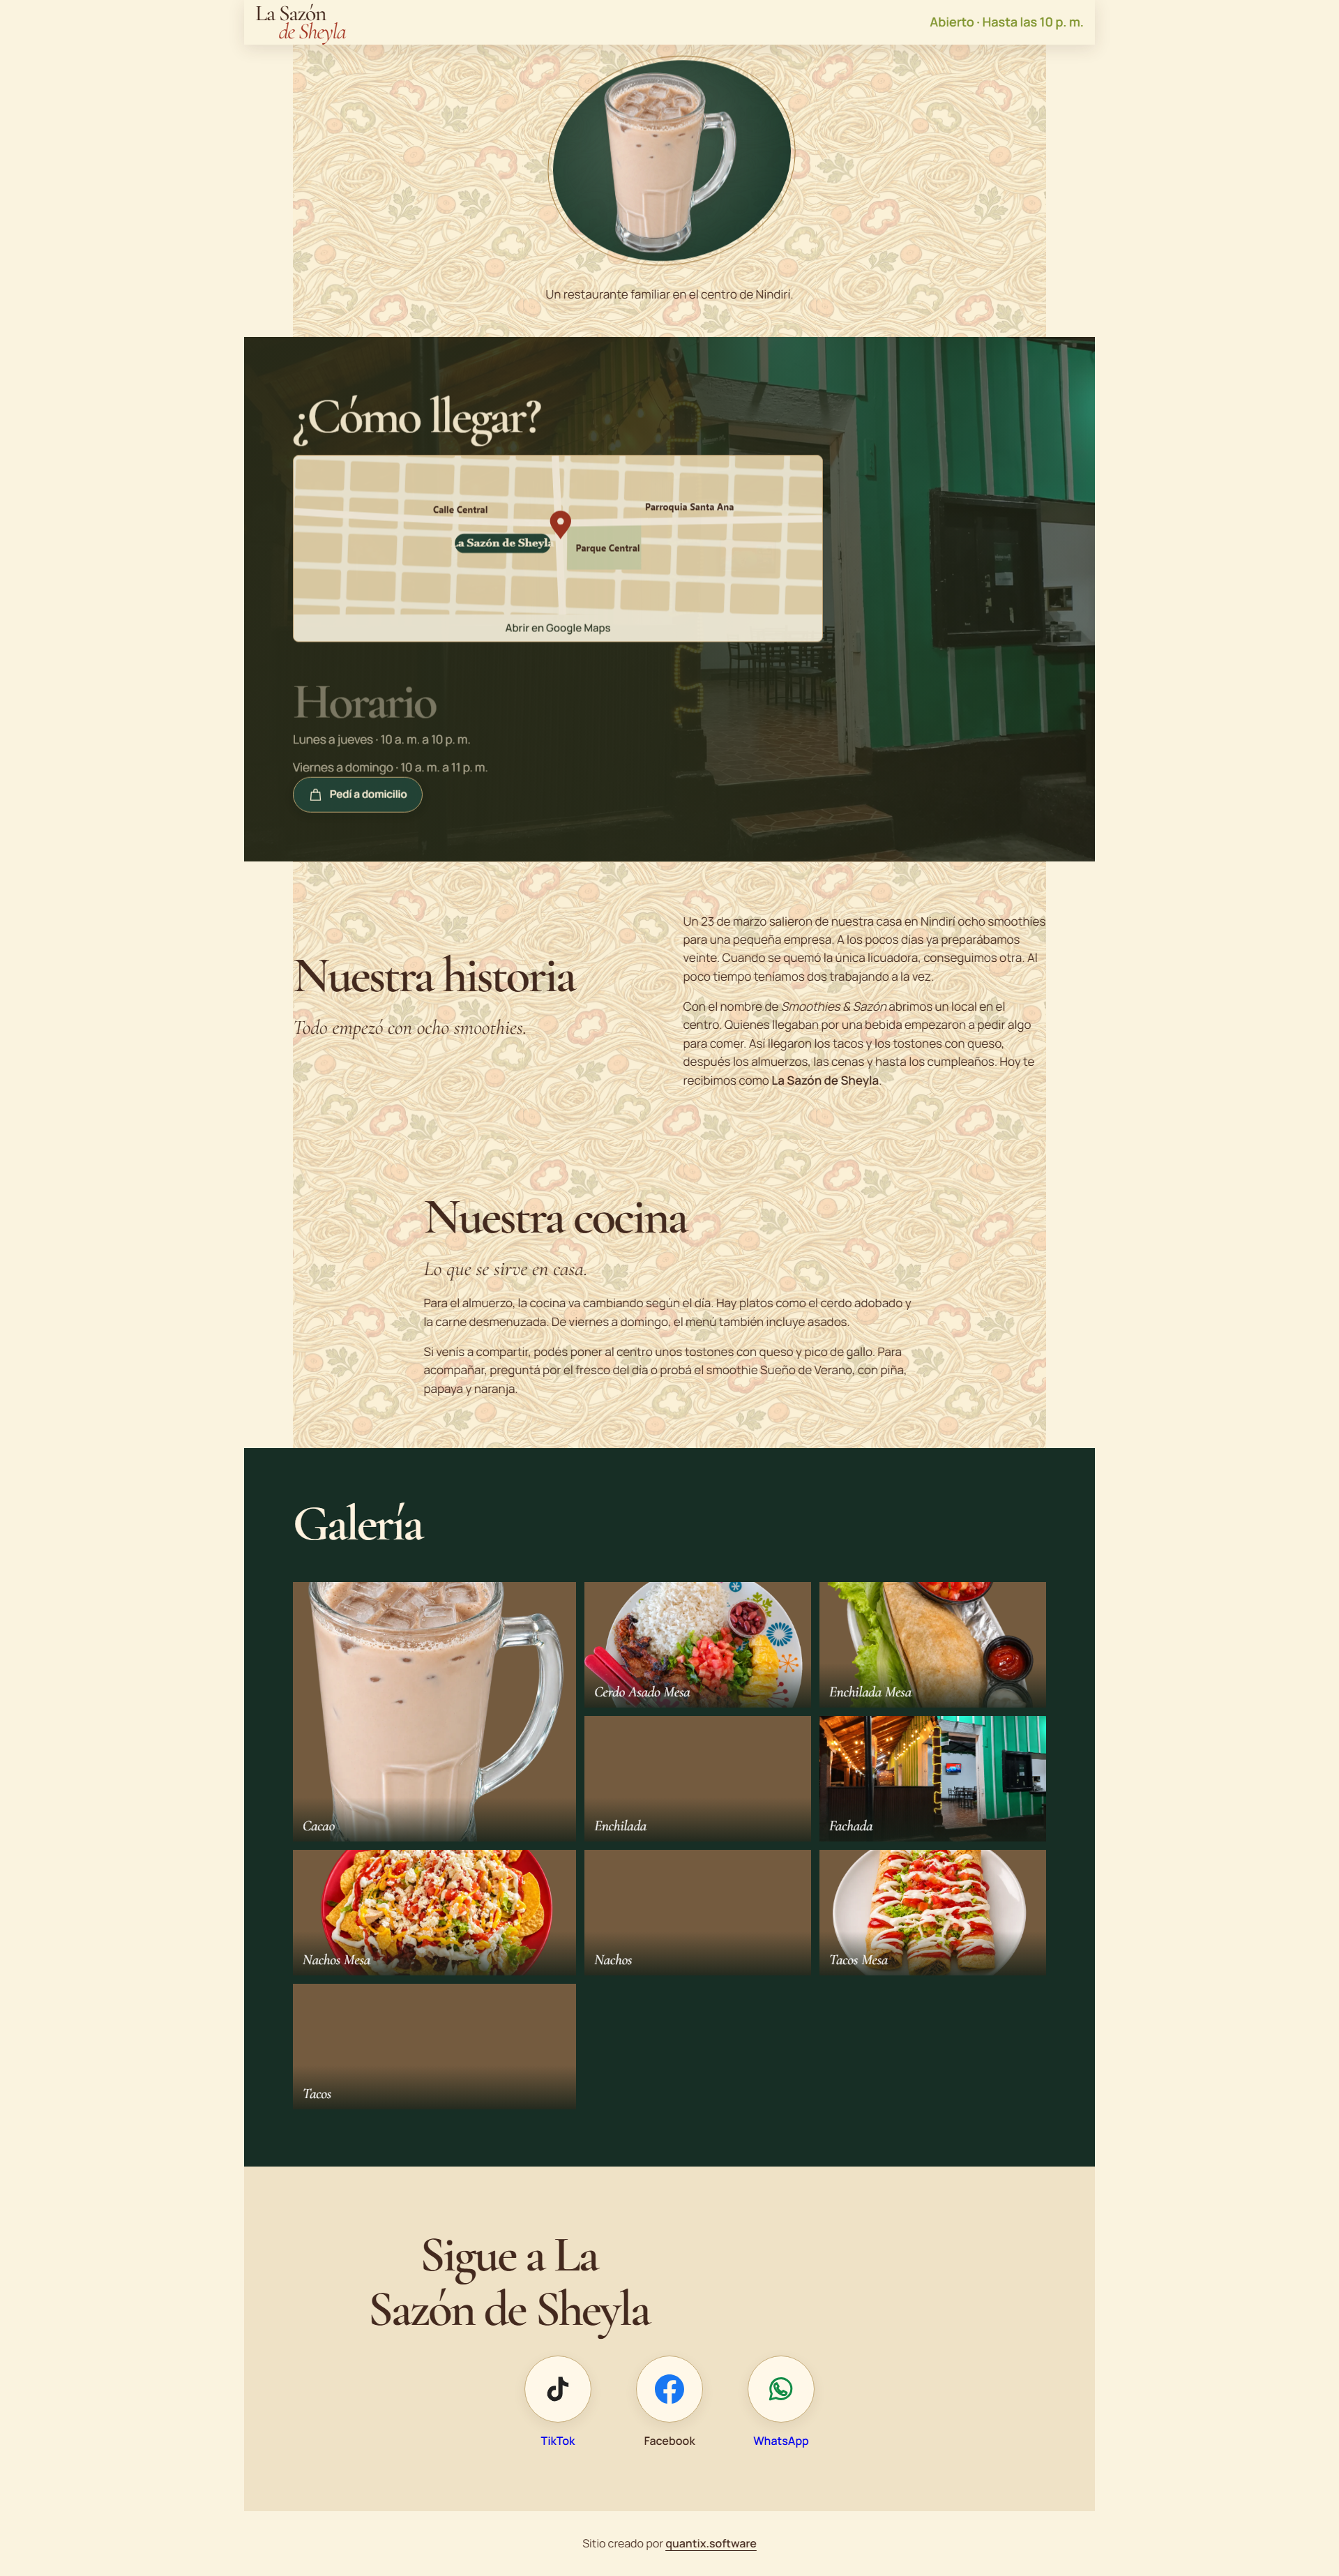 La Sazón
de Sheyla
Abierto · Hasta las 10 p. m.
Un restaurante familiar en el centro de Nindirí.
¿Cómo llegar?
Calle Central
Parroquia Santa Ana
La Sazón de Sheyla
Parque Central
Abrir en Google Maps
Horario
Lunes a jueves · 10 a. m. a 10 p. m.
Viernes a domingo · 10 a. m. a 11 p. m.
Pedí a domicilio
Nuestra historia
Todo empezó con ocho smoothies.
Un 23 de marzo salieron de nuestra casa en Nindirí ocho smoothies
para una pequeña empresa. A los pocos días ya preparábamos
veinte. Cuando se quemó la única licuadora, conseguimos otra. Al
poco tiempo teníamos dos trabajando a la vez.
Con el nombre de Smoothies & Sazón abrimos un local en el
centro. Quienes llegaban por una bebida empezaron a pedir algo
para comer. Así llegaron los tacos y los tostones con queso,
después los almuerzos, las cenas y hasta los cumpleaños. Hoy te
recibimos como La Sazón de Sheyla.
Nuestra cocina
Lo que se sirve en casa.
Para el almuerzo, la cocina va cambiando según el día. Hay platos como el cerdo adobado y
la carne desmenuzada. De viernes a domingo, el menú también incluye asados.
Si venís a compartir, podés poner al centro unos tostones con queso y pico de gallo. Para
acompañar, preguntá por el fresco del día o probá el smoothie Sueño de Verano, con piña,
papaya y naranja.
Galería
Cacao
Cerdo Asado Mesa
Enchilada Mesa
Enchilada
Fachada
Nachos Mesa
Nachos
Tacos Mesa
Tacos
Sigue a La
Sazón de Sheyla
TikTok
Facebook
WhatsApp
Sitio creado por quantix.software